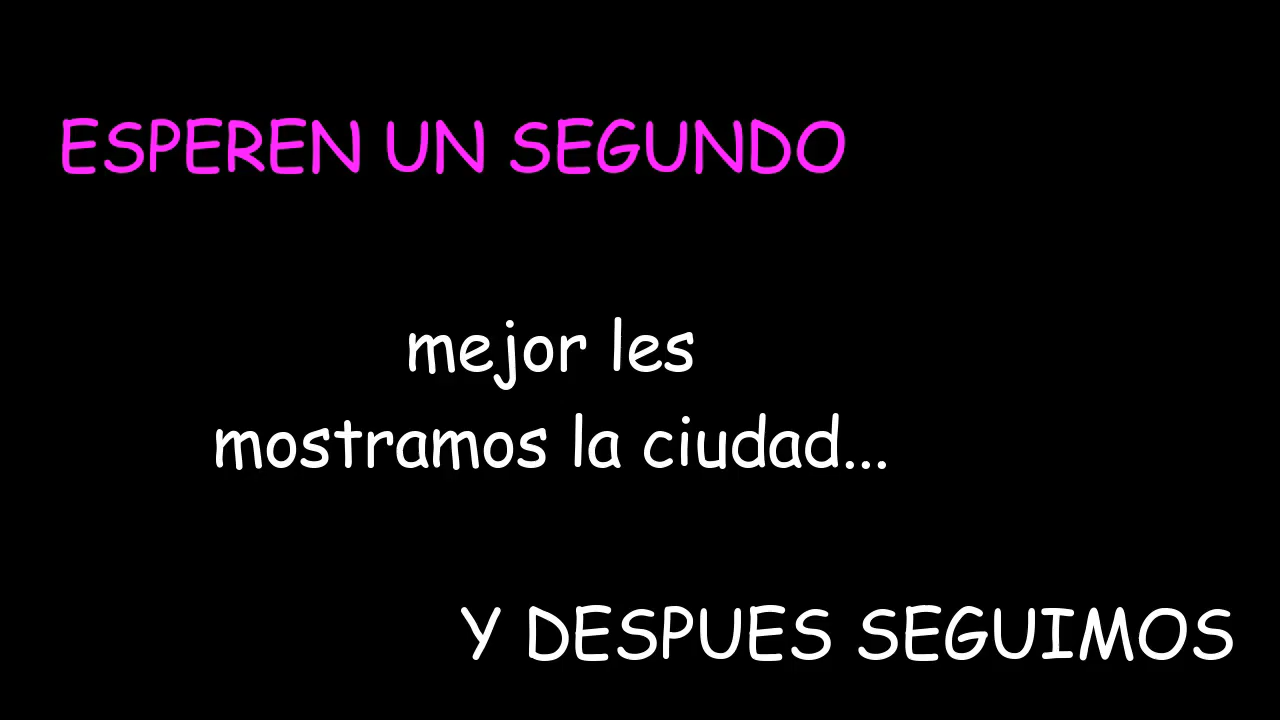 ESPEREN UN SEGUNDO
mejor les
mostramos la ciudad...
Y DESPUES SEGUIMOS